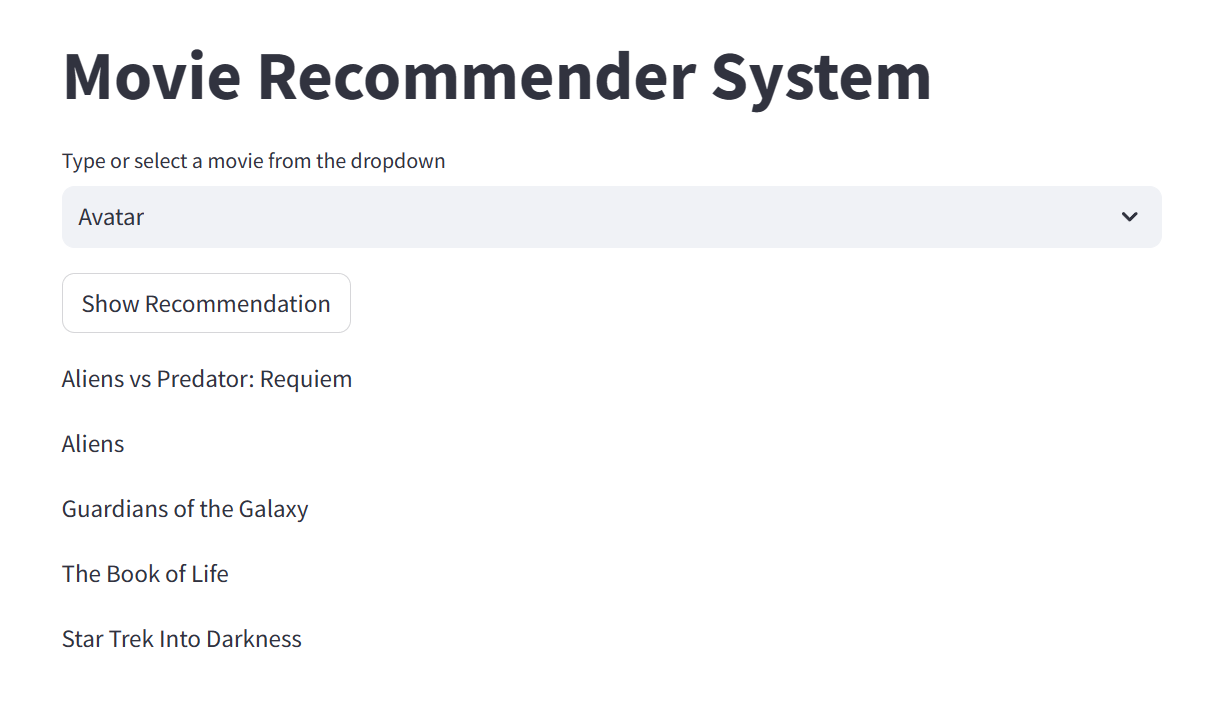 Movie Recommender System
Type or select a movie from the dropdown
Avatar
Show Recommendation
Aliens vs Predator: Requiem
Aliens
Guardians of the Galaxy
The Book of Life
Star Trek Into Darkness